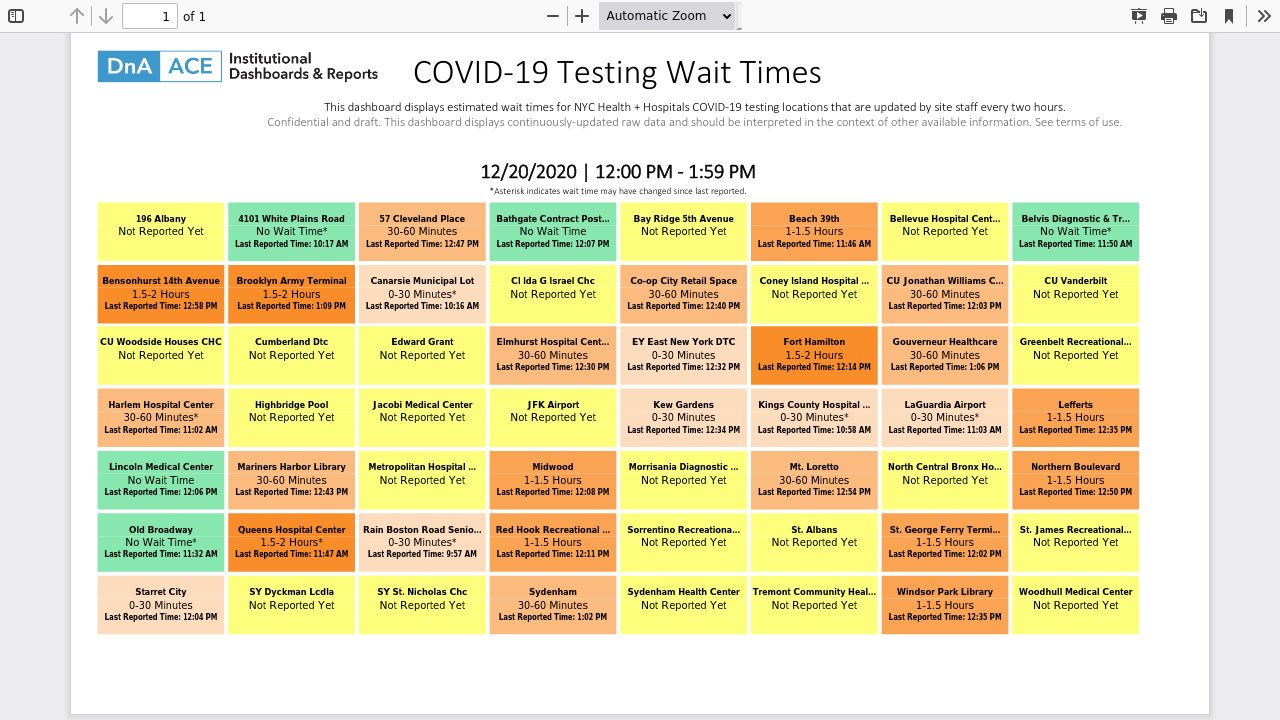 1 of 1 Automatic Zoom
DnA ACE Institutional Dashboards & Reports
COVID-19 Testing Wait Times
This dashboard displays estimated wait times for NYC Health + Hospitals COVID-19 testing locations that are updated by site staff every two hours.
Confidential and draft. This dashboard displays continuously-updated raw data and should be interpreted in the context of other available information. See terms of use.
12/20/2020 | 12:00 PM - 1:59 PM
*Asterisk indicates wait time may have changed since last reported.
196 Albany
Not Reported Yet
4101 White Plains Road
No Wait Time*
Last Reported Time: 10:17 AM
57 Cleveland Place
30-60 Minutes
Last Reported Time: 12:47 PM
Bathgate Contract Post...
No Wait Time
Last Reported Time: 12:07 PM
Bay Ridge 5th Avenue
Not Reported Yet
Beach 39th
1-1.5 Hours
Last Reported Time: 11:46 AM
Bellevue Hospital Cent...
Not Reported Yet
Belvis Diagnostic & Tr...
No Wait Time*
Last Reported Time: 11:50 AM
Bensonhurst 14th Avenue
1.5-2 Hours
Last Reported Time: 12:58 PM
Brooklyn Army Terminal
1.5-2 Hours
Last Reported Time: 1:09 PM
Canarsie Municipal Lot
0-30 Minutes*
Last Reported Time: 10:16 AM
Cl Ida G Israel Chc
Not Reported Yet
Co-op City Retail Space
30-60 Minutes
Last Reported Time: 12:40 PM
Coney Island Hospital ...
Not Reported Yet
CU Jonathan Williams C...
30-60 Minutes
Last Reported Time: 12:03 PM
CU Vanderbilt
Not Reported Yet
CU Woodside Houses CHC
Not Reported Yet
Cumberland Dtc
Not Reported Yet
Edward Grant
Not Reported Yet
Elmhurst Hospital Cent...
30-60 Minutes
Last Reported Time: 12:30 PM
EY East New York DTC
0-30 Minutes
Last Reported Time: 12:32 PM
Fort Hamilton
1.5-2 Hours
Last Reported Time: 12:14 PM
Gouverneur Healthcare
30-60 Minutes
Last Reported Time: 1:06 PM
Greenbelt Recreational...
Not Reported Yet
Harlem Hospital Center
30-60 Minutes*
Last Reported Time: 11:02 AM
Highbridge Pool
Not Reported Yet
Jacobi Medical Center
Not Reported Yet
JFK Airport
Not Reported Yet
Kew Gardens
0-30 Minutes
Last Reported Time: 12:34 PM
Kings County Hospital ...
0-30 Minutes*
Last Reported Time: 10:58 AM
LaGuardia Airport
0-30 Minutes*
Last Reported Time: 11:03 AM
Lefferts
1-1.5 Hours
Last Reported Time: 12:35 PM
Lincoln Medical Center
No Wait Time
Last Reported Time: 12:06 PM
Mariners Harbor Library
30-60 Minutes
Last Reported Time: 12:43 PM
Metropolitan Hospital ...
Not Reported Yet
Midwood
1-1.5 Hours
Last Reported Time: 12:08 PM
Morrisania Diagnostic ...
Not Reported Yet
Mt. Loretto
30-60 Minutes
Last Reported Time: 12:54 PM
North Central Bronx Ho...
Not Reported Yet
Northern Boulevard
1-1.5 Hours
Last Reported Time: 12:50 PM
Old Broadway
No Wait Time*
Last Reported Time: 11:32 AM
Queens Hospital Center
1.5-2 Hours*
Last Reported Time: 11:47 AM
Rain Boston Road Senio...
0-30 Minutes*
Last Reported Time: 9:57 AM
Red Hook Recreational ...
1-1.5 Hours
Last Reported Time: 12:11 PM
Sorrentino Recreationa...
Not Reported Yet
St. Albans
Not Reported Yet
St. George Ferry Termi...
1-1.5 Hours
Last Reported Time: 12:02 PM
St. James Recreational...
Not Reported Yet
Starret City
0-30 Minutes
Last Reported Time: 12:04 PM
SY Dyckman Lcdla
Not Reported Yet
SY St. Nicholas Chc
Not Reported Yet
Sydenham
30-60 Minutes
Last Reported Time: 1:02 PM
Sydenham Health Center
Not Reported Yet
Tremont Community Heal...
Not Reported Yet
Windsor Park Library
1-1.5 Hours
Last Reported Time: 12:35 PM
Woodhull Medical Center
Not Reported Yet